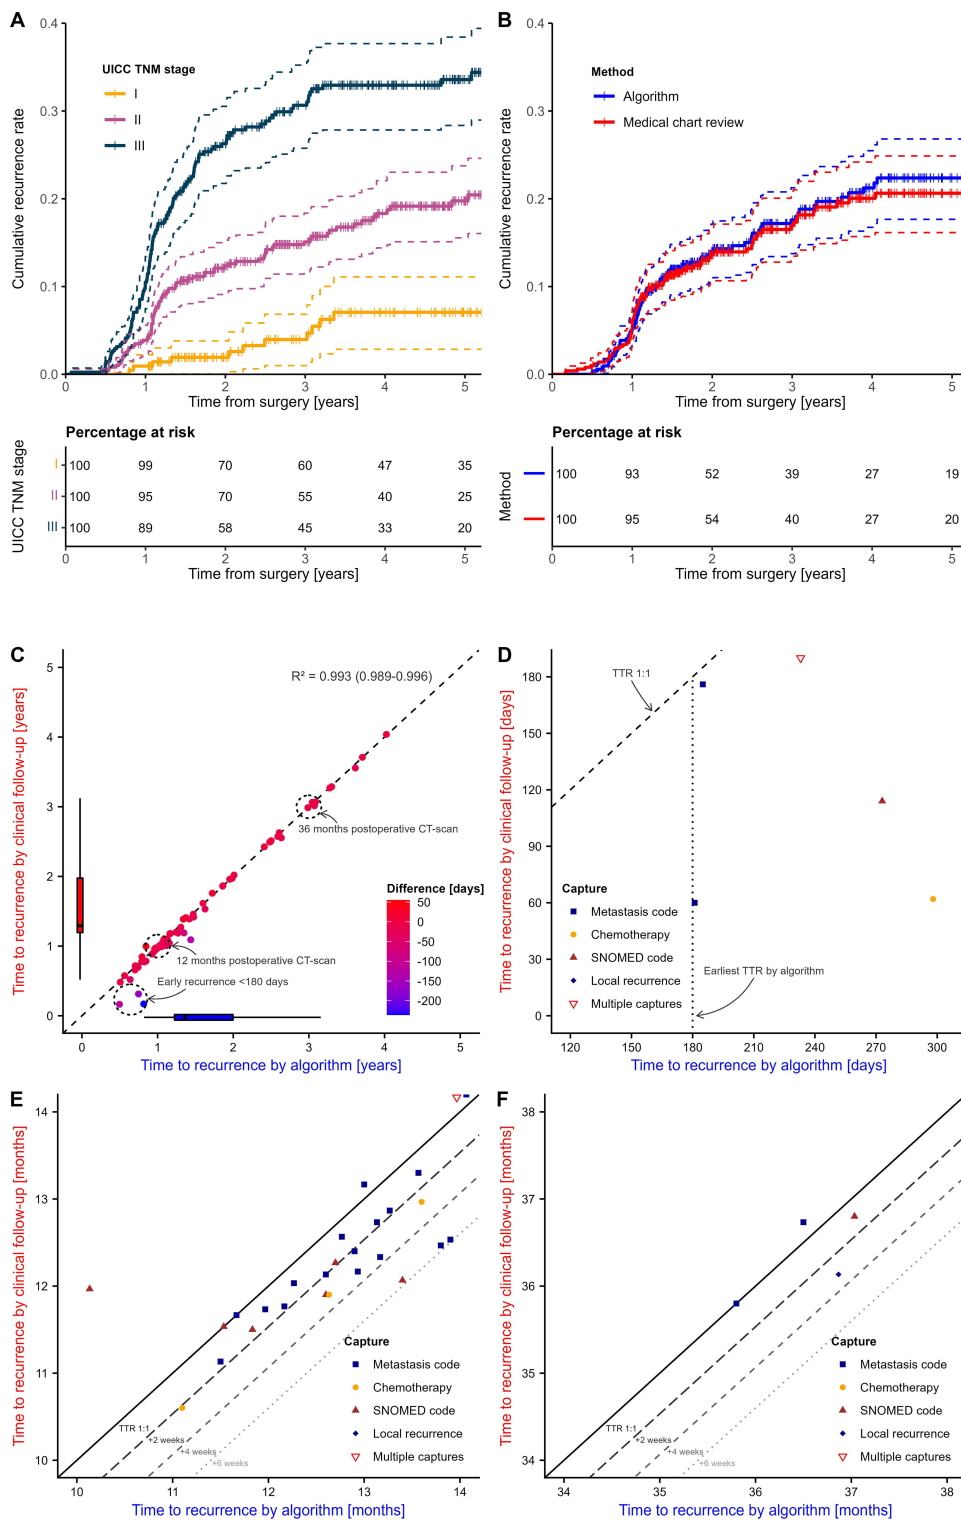 A
0.4
0.3
0.2
0.1
0.0
Cumulative recurrence rate
UICC TNM stage
I
II
III
0 1 2 3 4 5
Time from surgery [years]
Percentage at risk
UICC TNM stage
I 100 99 70 60 47 35
II 100 95 70 55 40 25
III 100 89 58 45 33 20
0 1 2 3 4 5
Time from surgery [years]
B
0.4
0.3
0.2
0.1
0.0
Cumulative recurrence rate
Method
Algorithm
Medical chart review
0 1 2 3 4 5
Time from surgery [years]
Percentage at risk
Method
100 93 52 39 27 19
100 95 54 40 27 20
0 1 2 3 4 5
Time from surgery [years]
C
5
4
3
2
1
0
Time to recurrence by clinical follow-up [years]
R² = 0.993 (0.989-0.996)
36 months postoperative CT-scan
12 months postoperative CT-scan
Early recurrence <180 days
Difference [days]
50
0
-50
-100
-150
-200
0 1 2 3 4 5
Time to recurrence by algorithm [years]
D
180
150
120
90
60
30
0
Time to recurrence by clinical follow-up [days]
TTR 1:1
Capture
Metastasis code
Chemotherapy
SNOMED code
Local recurrence
Multiple captures
Earliest TTR by algorithm
120 150 180 210 240 270 300
Time to recurrence by algorithm [days]
E
14
13
12
11
10
Time to recurrence by clinical follow-up [months]
Capture
Metastasis code
Chemotherapy
SNOMED code
Local recurrence
Multiple captures
TTR 1:1
+2 weeks
+4 weeks
+6 weeks
10 11 12 13 14
Time to recurrence by algorithm [months]
F
38
37
36
35
34
Time to recurrence by clinical follow-up [months]
Capture
Metastasis code
Chemotherapy
SNOMED code
Local recurrence
Multiple captures
TTR 1:1
+2 weeks
+4 weeks
+6 weeks
34 35 36 37 38
Time to recurrence by algorithm [months]